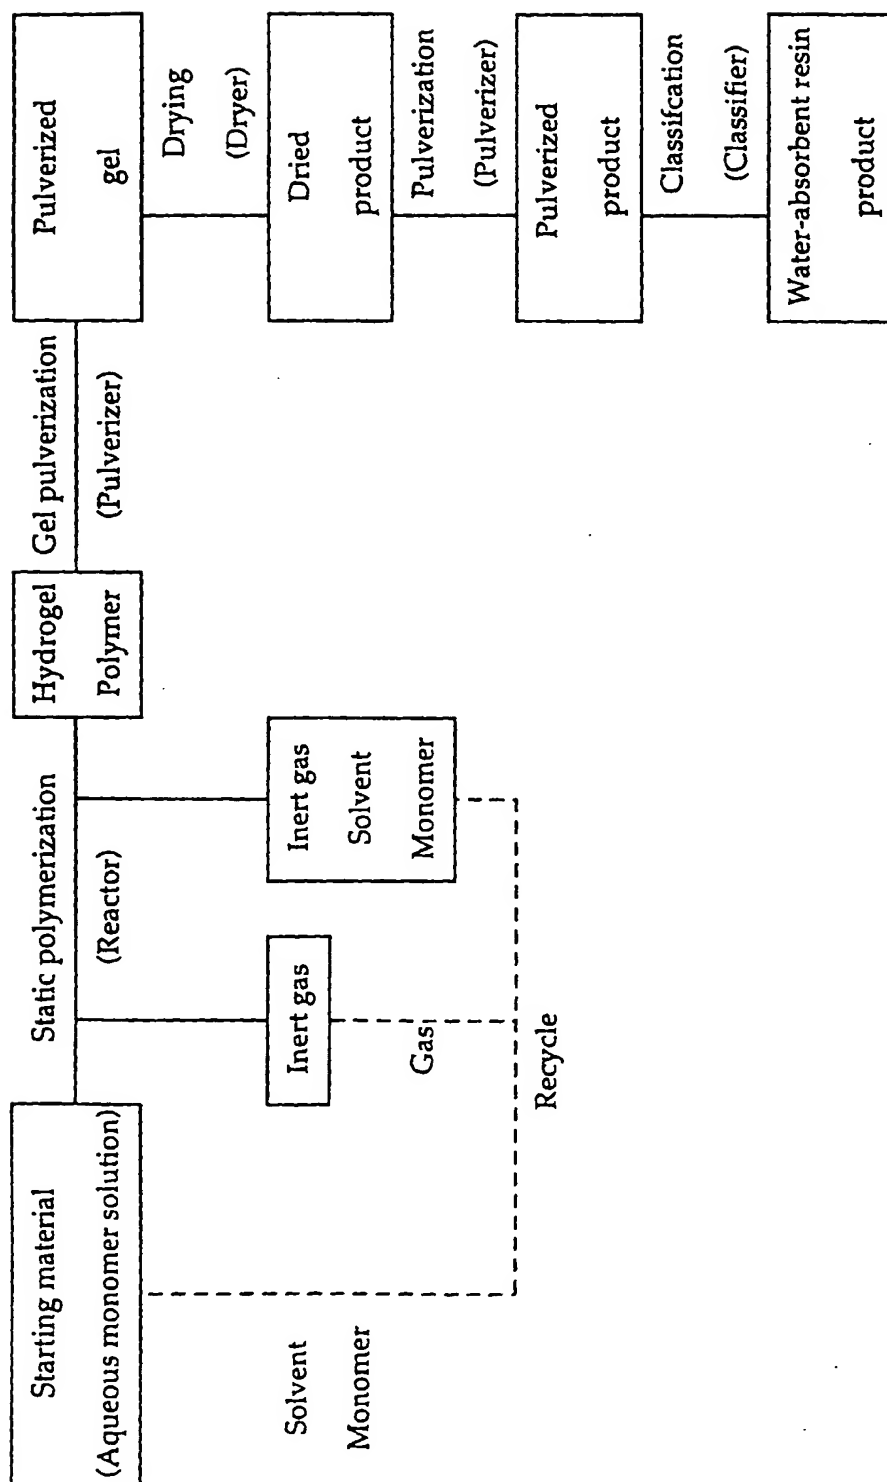 Starting material
(Aqueous monomer solution)
Static polymerization
(Reactor)
Hydrogel
Polymer
Gel pulverization
(Pulverizer)
Pulverized
gel
Drying
(Dryer)
Dried
product
Pulverization
(Pulverizer)
Pulverized
product
Classifcation
(Classifier)
Water-absorbent resin
product
Inert gas
Inert gas
Solvent
Monomer
Gas
Solvent
Monomer
Recycle